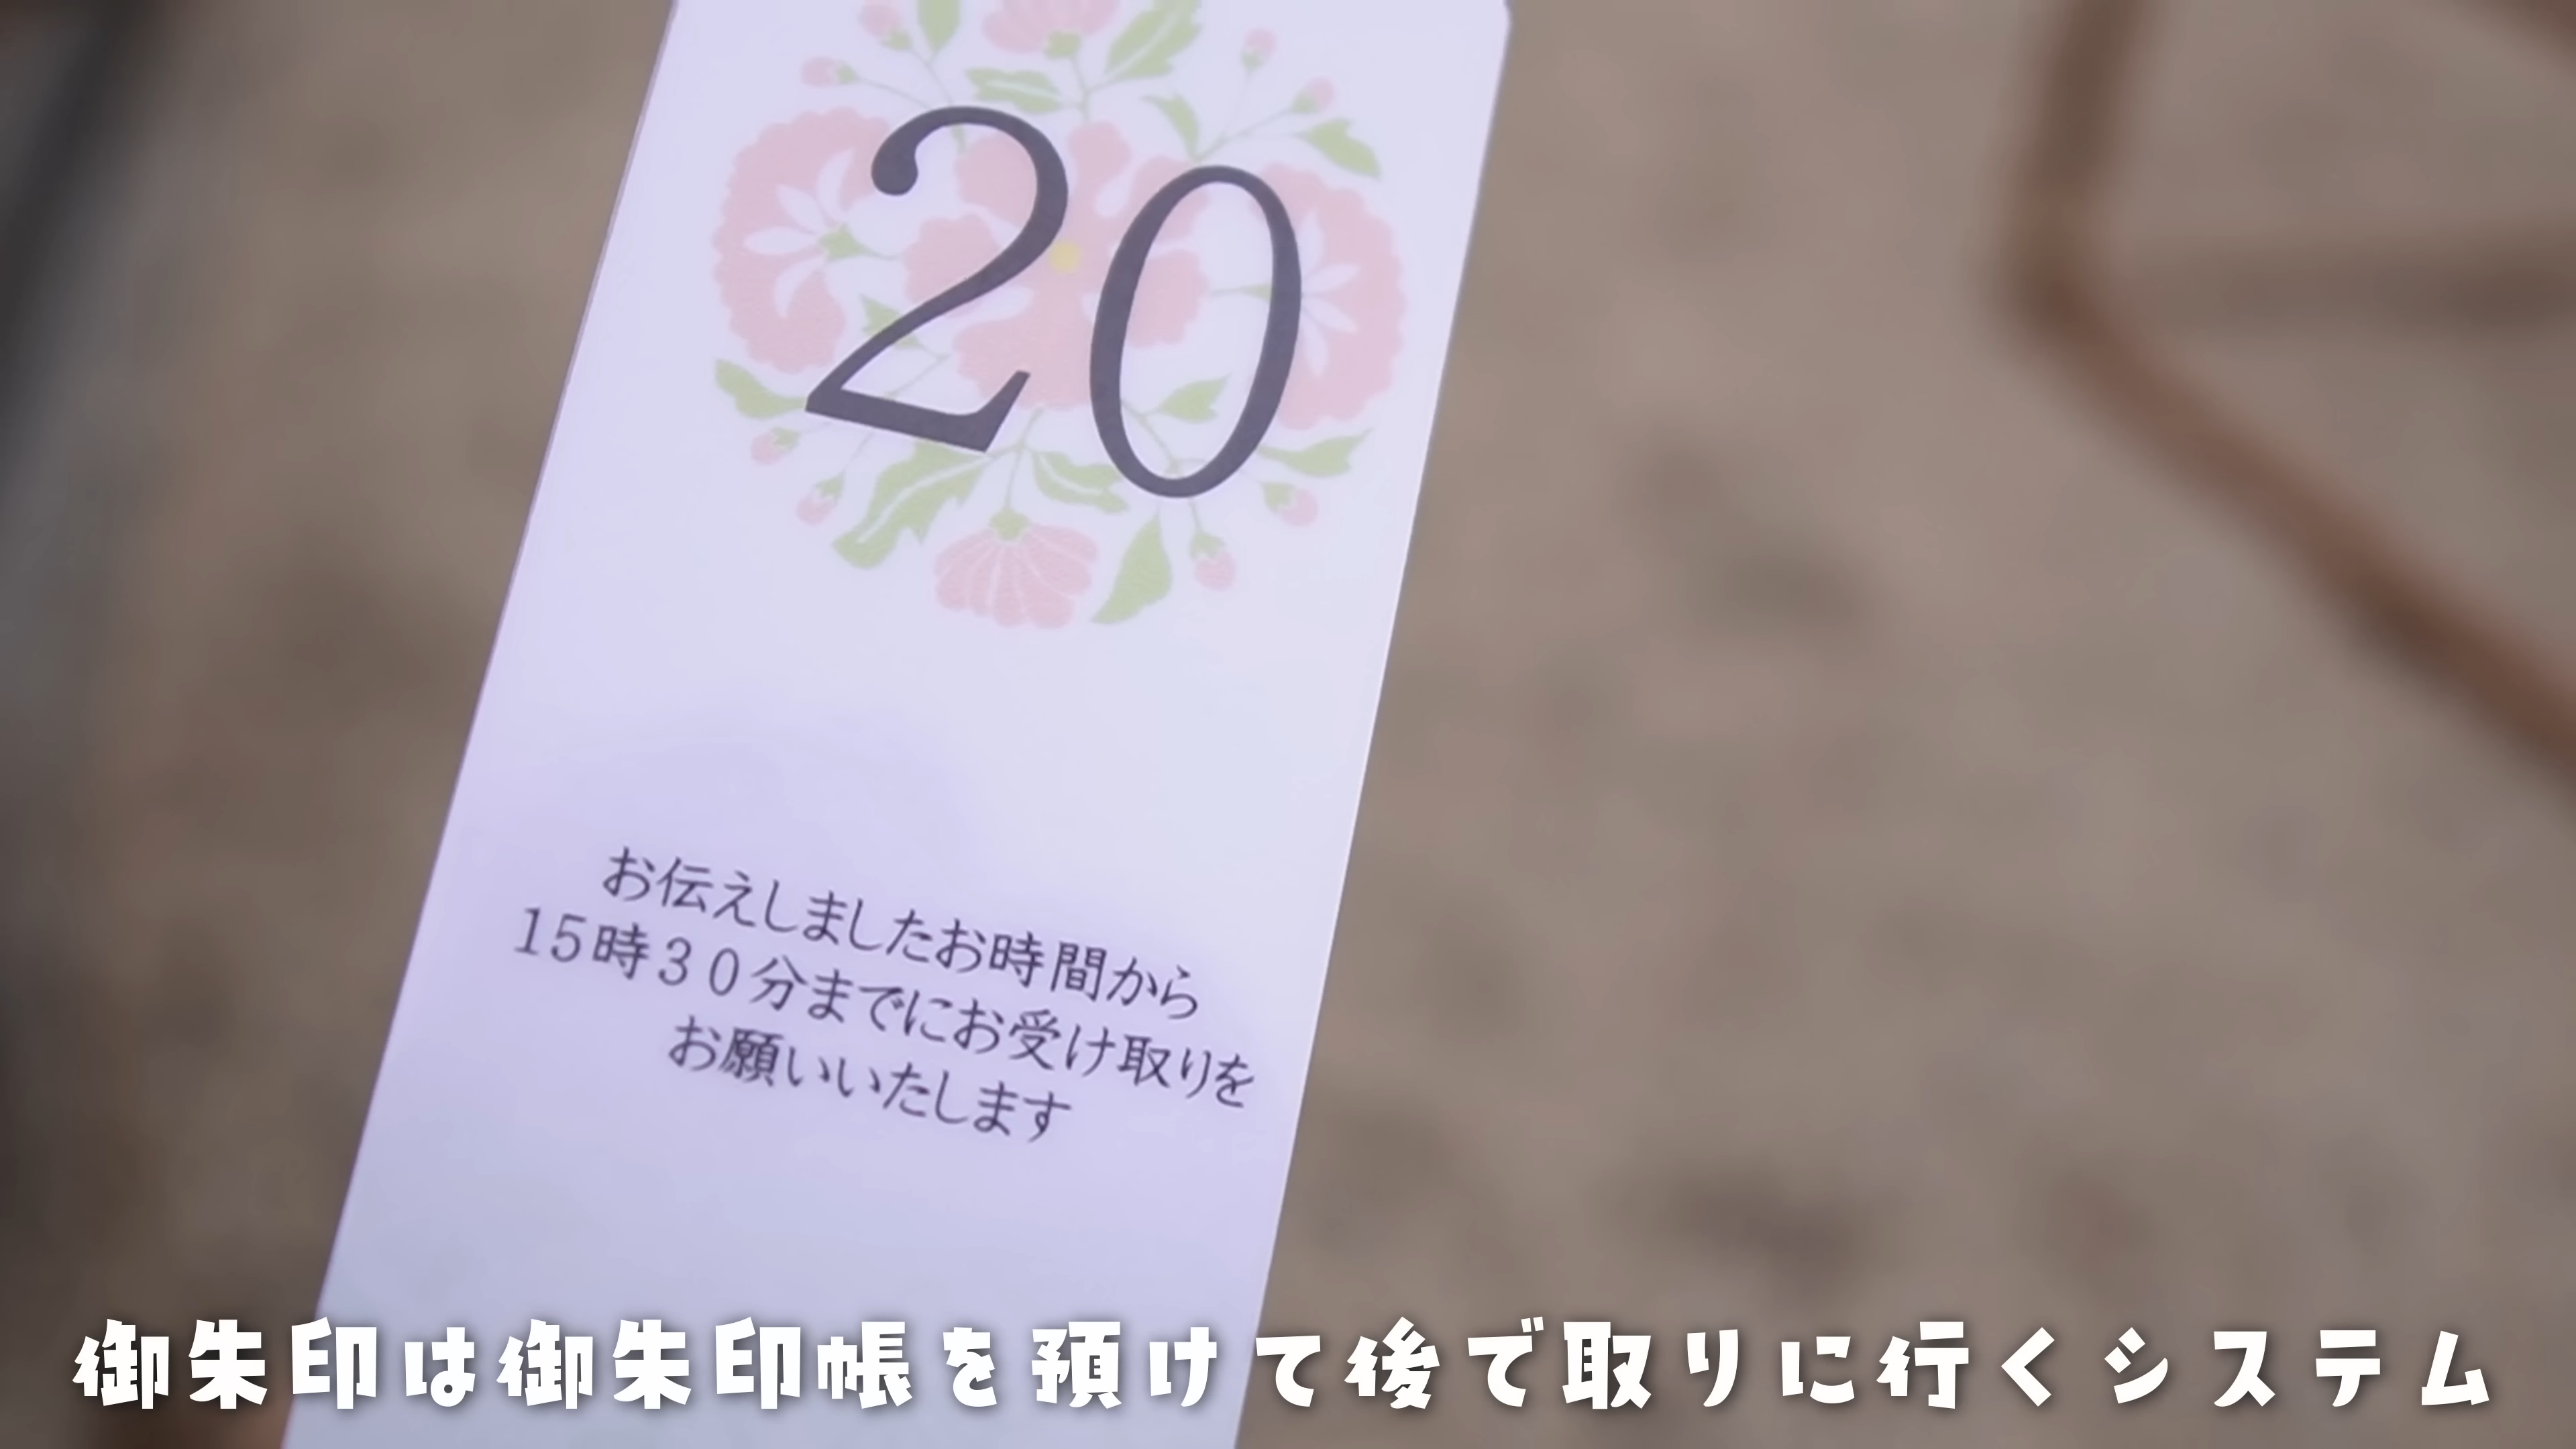 20
お伝えしましたお時間から
15時30分までにお受け取りを
お願いいたします
御朱印は御朱印帳を預けて後で取りに行くシステム